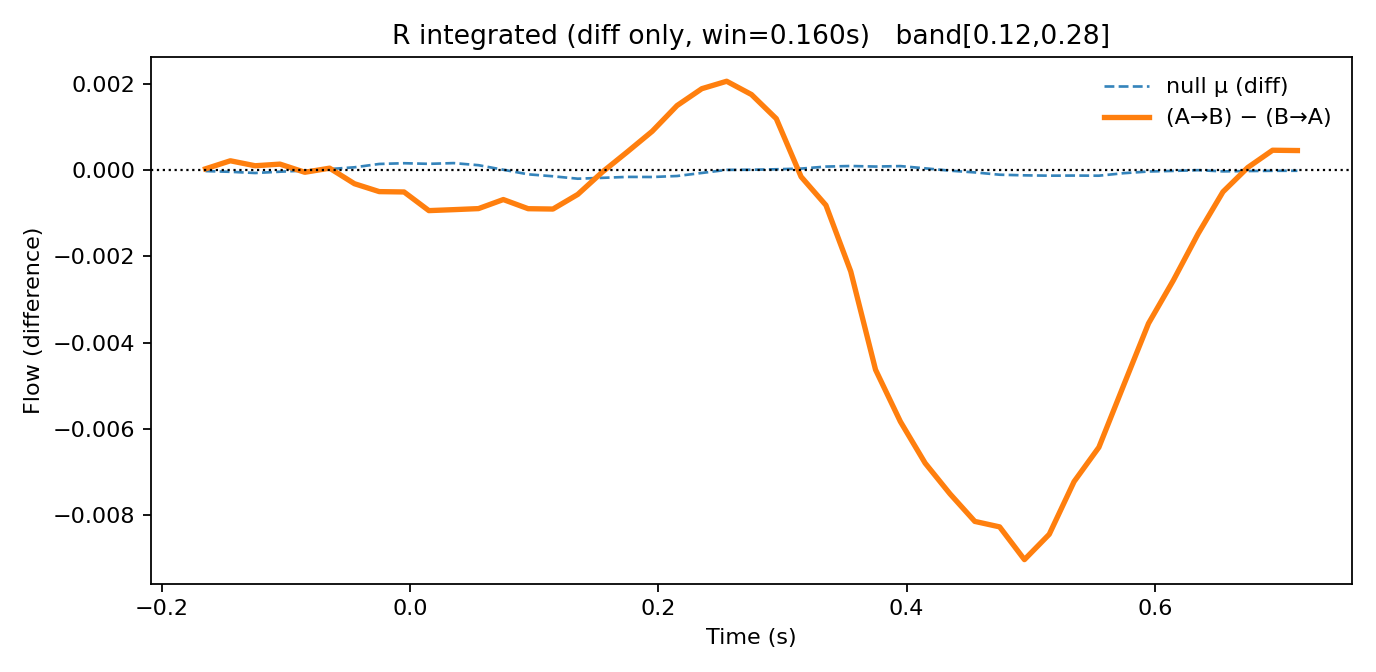 R integrated (diff only, win=0.160s)   band[0.12,0.28]
null μ (diff)
(A→B) − (B→A)
0.002
0.000
−0.002
−0.004
−0.006
−0.008
Flow (difference)
−0.2
0.0
0.2
0.4
0.6
Time (s)